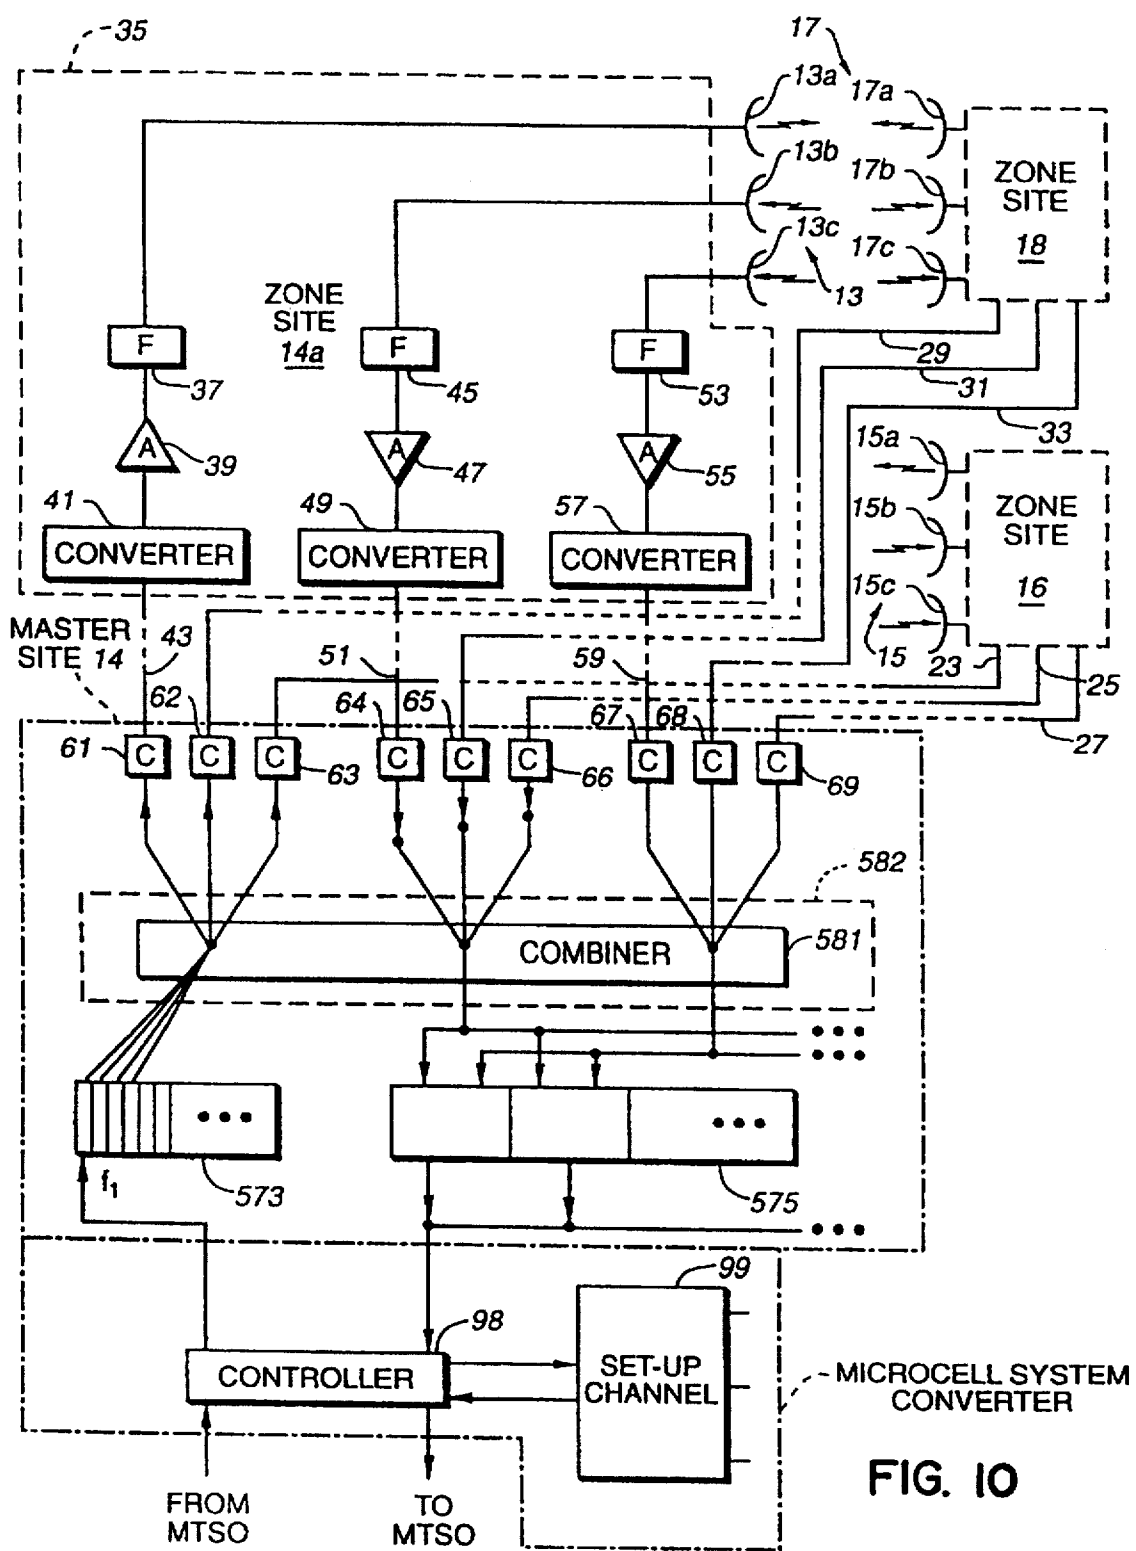 35
17
13a
17a
13b
17b
13c
17c
13
ZONE
SITE
18
ZONE
SITE
14a
F
F
F
37
45
53
29
31
33
A
A
A
39
47
55
15a
41
49
57
15b
CONVERTER
CONVERTER
CONVERTER
ZONE
SITE
16
15c
15
MASTER
SITE 14
43
51
59
23
25
27
62
64
65
67
68
61
C
C
C
63
C
C
C
66
C
C
C
69
582
COMBINER
581
f1
573
575
99
98
CONTROLLER
SET-UP
CHANNEL
MICROCELL SYSTEM
CONVERTER
FROM
MTSO
TO
MTSO
FIG. 10